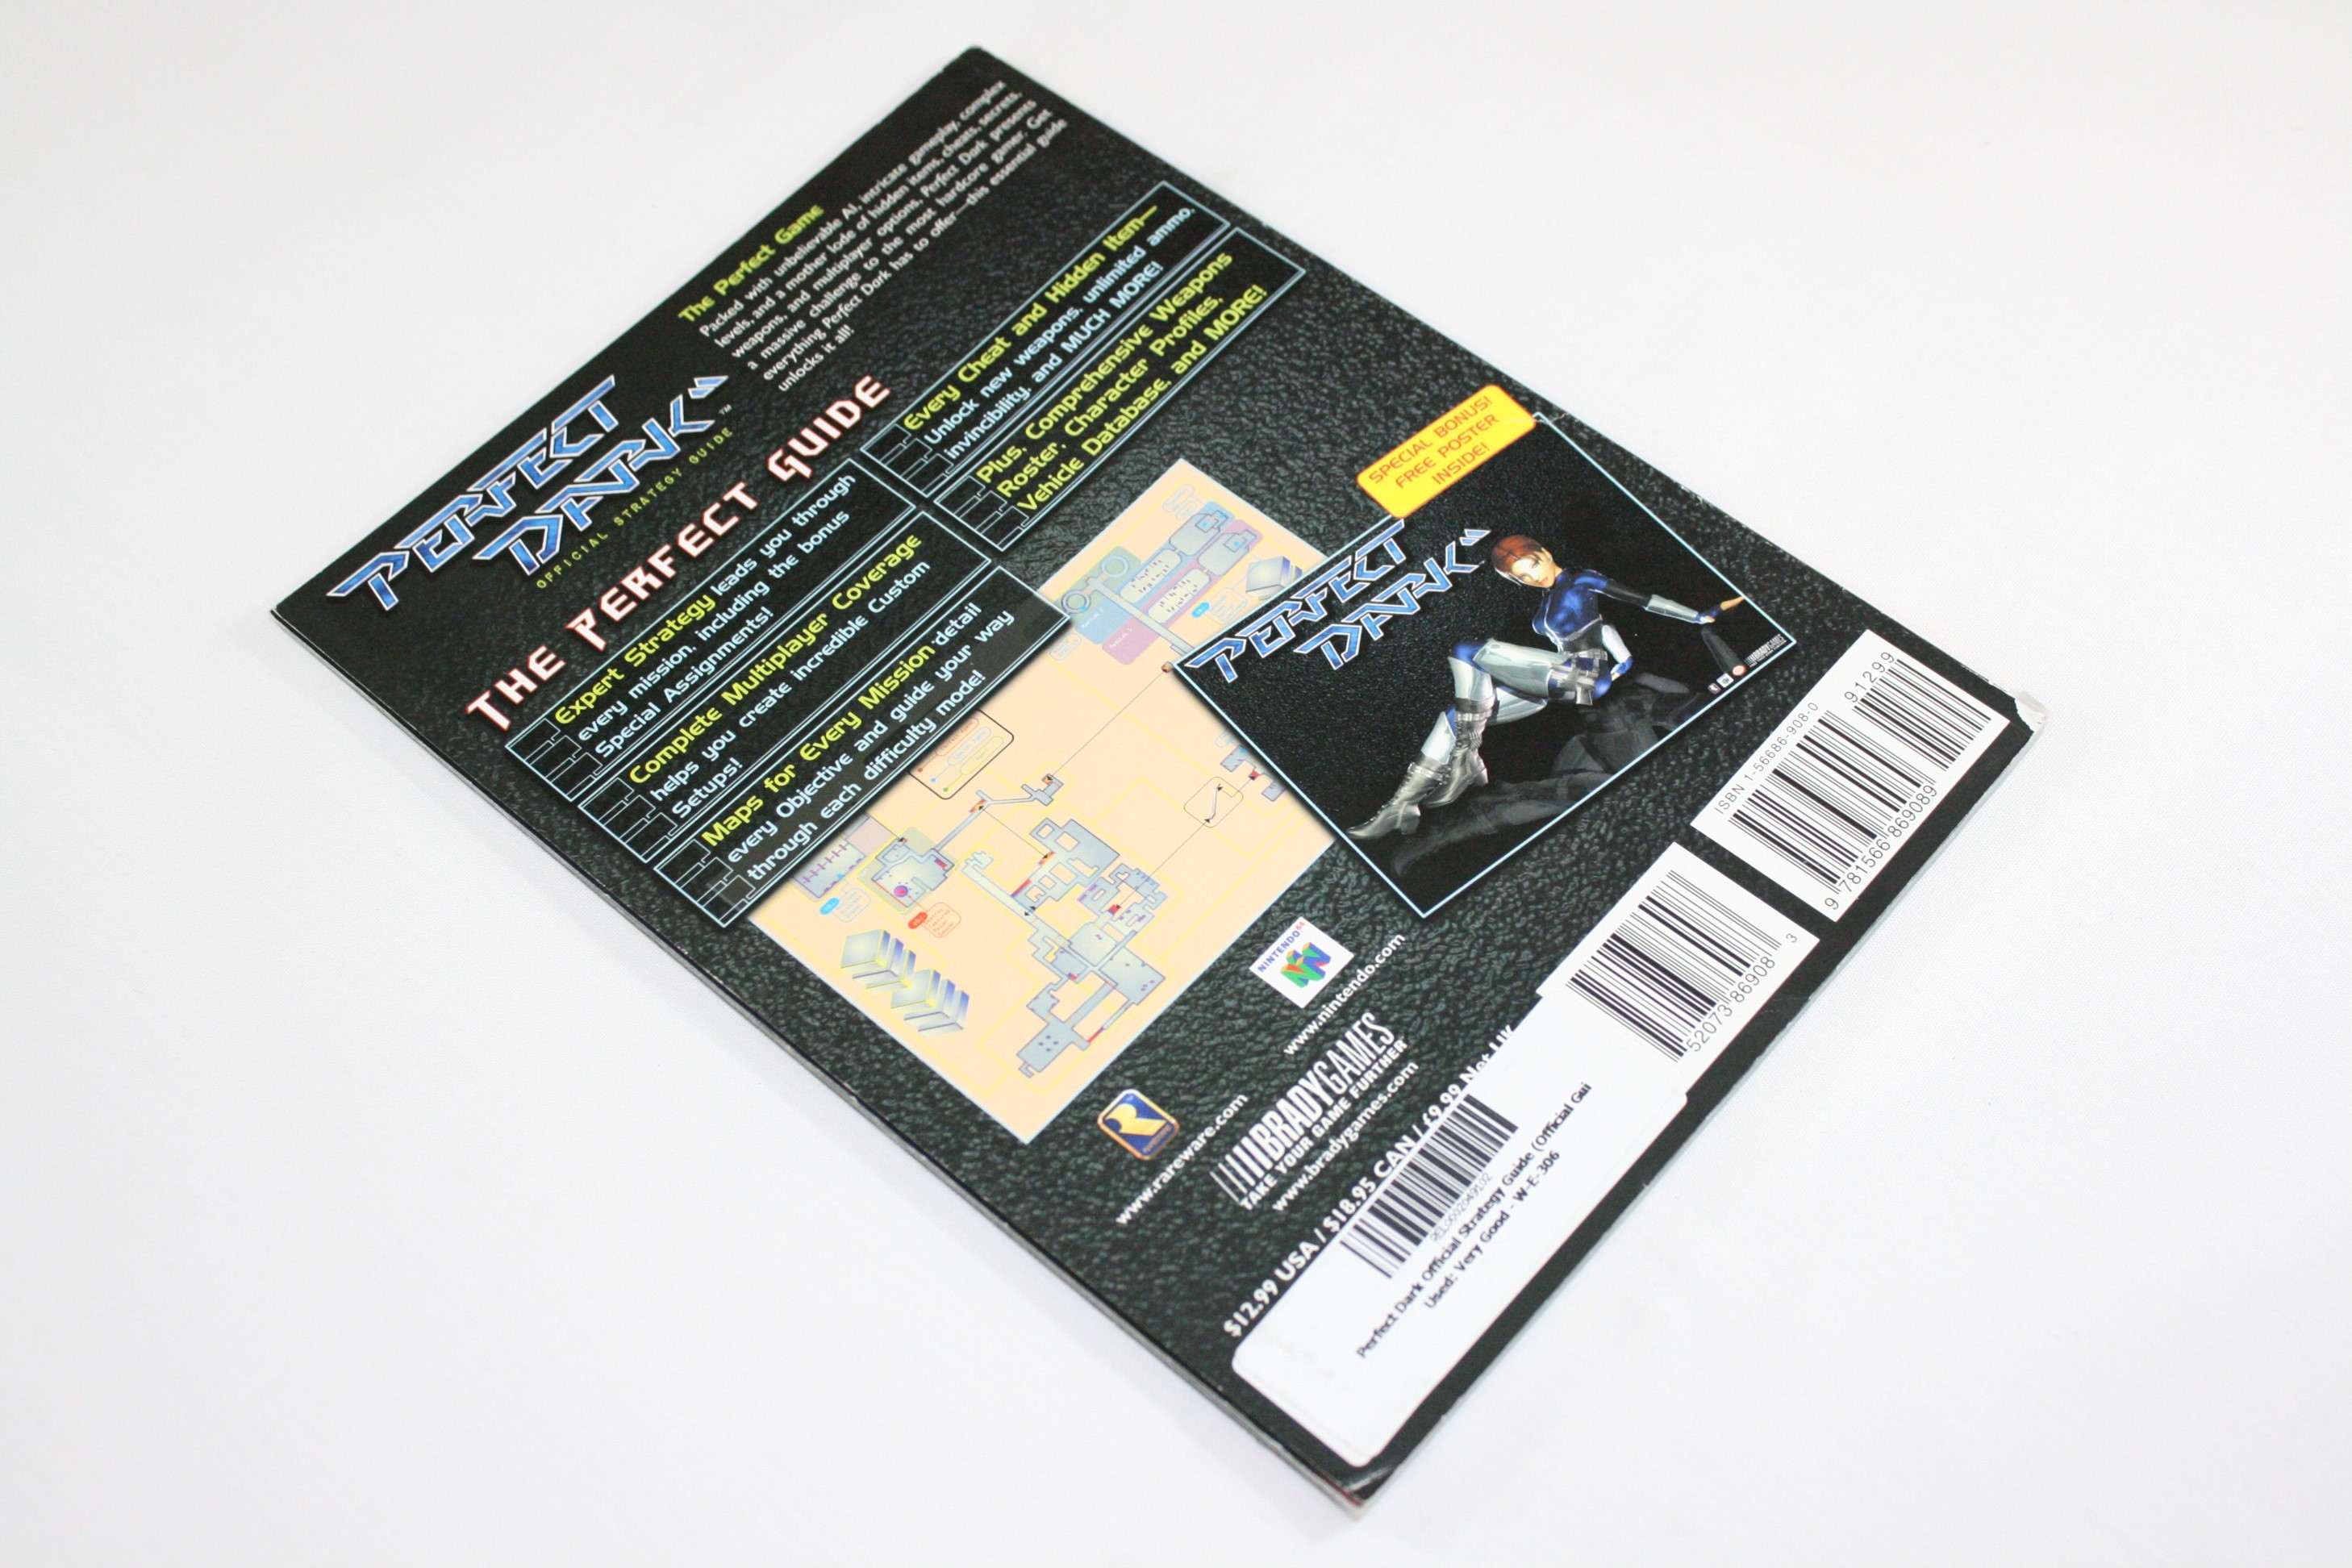 PERFECT
DARK™
OFFICIAL STRATEGY GUIDE
The Perfect Game
Packed with unbelievable AI, intricate gameplay, complex
levels, and a mother lode of hidden items, cheats, secrets,
weapons, and multiplayer options, Perfect Dark presents
a massive challenge to the most hardcore gamer. Get
everything Perfect Dark has to offer—this essential guide
unlocks it all!
THE PERFECT GUIDE
Expert Strategy leads you through
every mission, including the bonus
Special Assignments!
Complete Multiplayer Coverage
helps you create incredible Custom
Setups!
Maps for Every Mission detail
every Objective and guide your way
through each difficulty mode!
Every Cheat and Hidden Item—
Unlock new weapons, unlimited ammo,
invincibility, and MUCH MORE!
Plus, Comprehensive Weapons
Roster, Character Profiles,
Vehicle Database, and MORE!
SPECIAL BONUS!
FREE POSTER
INSIDE!
PERFECT
DARK
NINTENDO64
www.nintendo.com
www.rareware.com
BRADYGAMES
TAKE YOUR GAME FURTHER
www.bradygames.com
$12.99 USA / $18.95 CAN / £9.99 Net UK
ISBN 1-56686-908-0
91299
9 781566 869089
52073 86908 3
Perfect Dark Official Strategy Guide (Official Gui
Used: Very Good - W-E-306